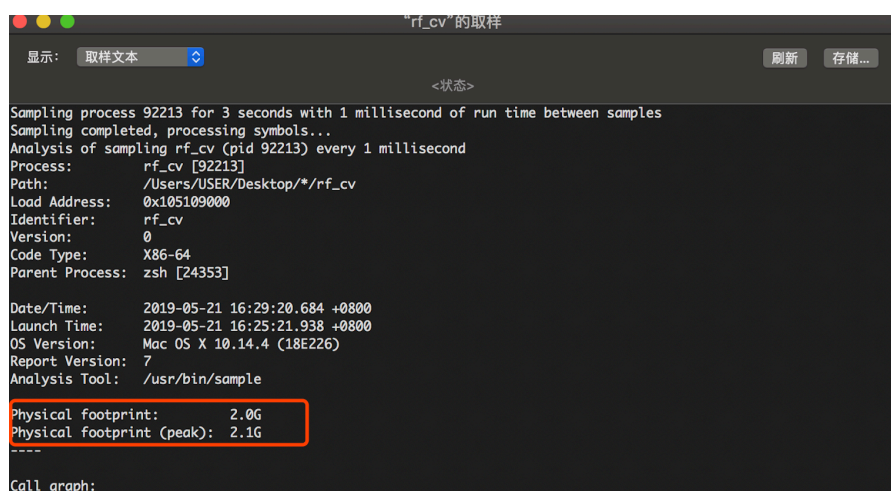 “rf_cv”的取样
显示： 取样文本 刷新 存储...
<状态>
Sampling process 92213 for 3 seconds with 1 millisecond of run time between samples
Sampling completed, processing symbols...
Analysis of sampling rf_cv (pid 92213) every 1 millisecond
Process: rf_cv [92213]
Path: /Users/USER/Desktop/*/rf_cv
Load Address: 0x105109000
Identifier: rf_cv
Version: 0
Code Type: X86-64
Parent Process: zsh [24353]
Date/Time: 2019-05-21 16:29:20.684 +0800
Launch Time: 2019-05-21 16:25:21.938 +0800
OS Version: Mac OS X 10.14.4 (18E226)
Report Version: 7
Analysis Tool: /usr/bin/sample
Physical footprint: 2.0G
Physical footprint (peak): 2.1G
----
Call graph: